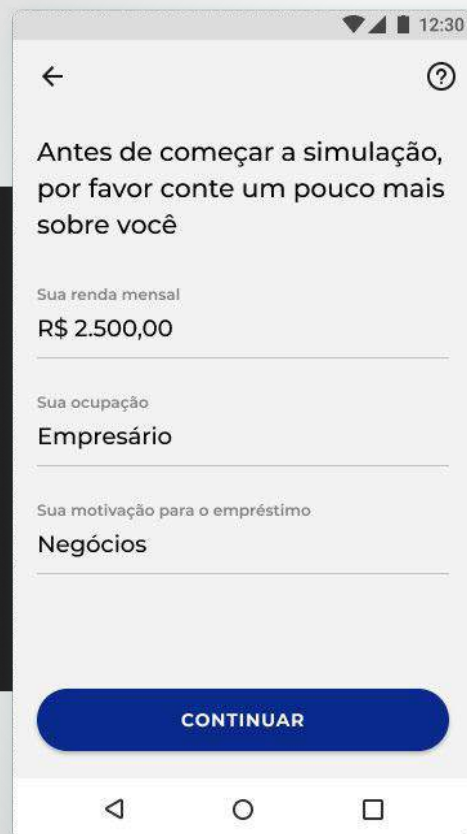 12:30
Antes de começar a simulação,
por favor conte um pouco mais
sobre você
Sua renda mensal
R$ 2.500,00
Sua ocupação
Empresário
Sua motivação para o empréstimo
Negócios
CONTINUAR